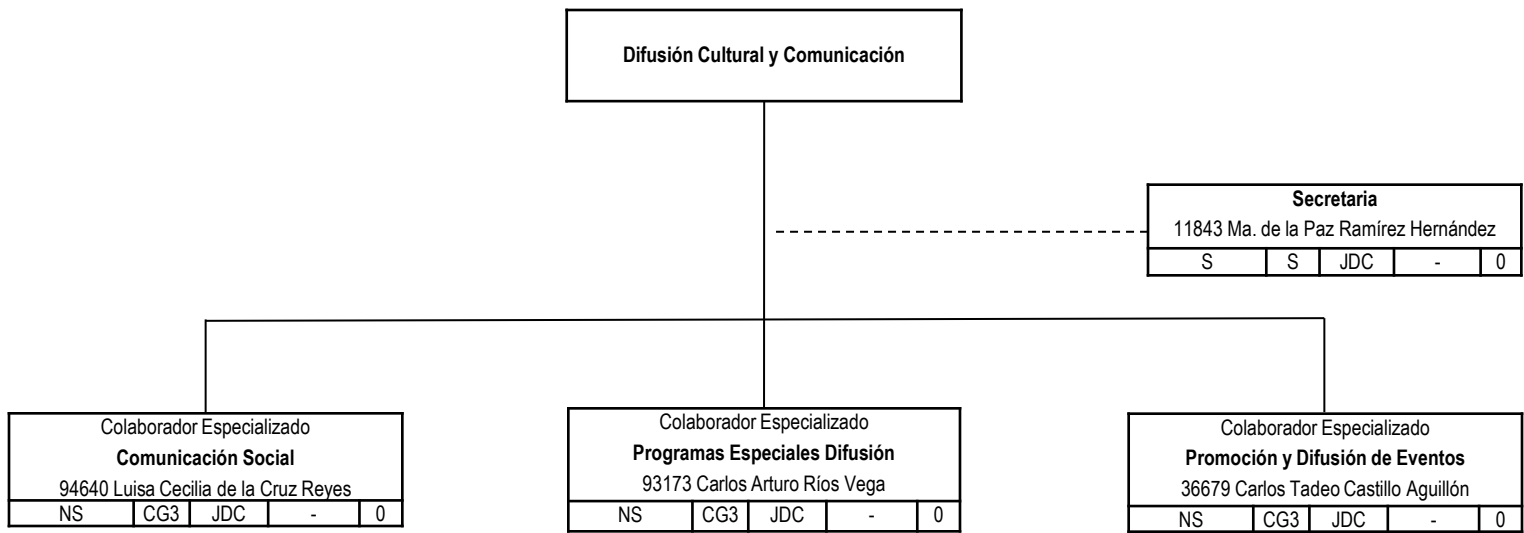 Difusión Cultural y Comunicación
Secretaria
11843 Ma. de la Paz Ramírez Hernández
S S JDC - 0
Colaborador Especializado
Comunicación Social
94640 Luisa Cecilia de la Cruz Reyes
NS CG3 JDC - 0
Colaborador Especializado
Programas Especiales Difusión
93173 Carlos Arturo Ríos Vega
NS CG3 JDC - 0
Colaborador Especializado
Promoción y Difusión de Eventos
36679 Carlos Tadeo Castillo Aguillón
NS CG3 JDC - 0